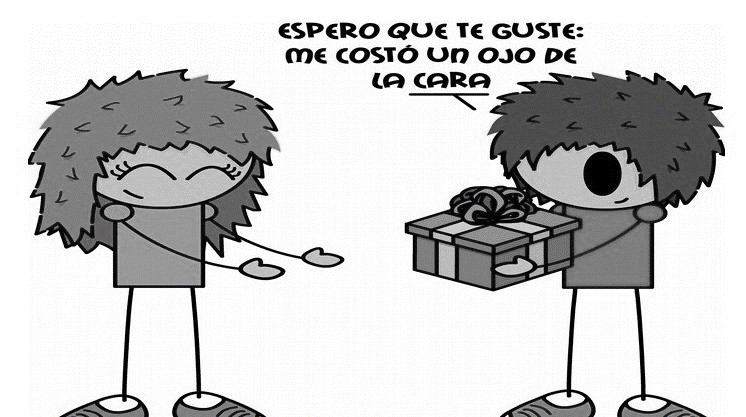 ESPERO QUE TE GUSTE:
ME COSTÓ UN OJO DE
LA CARA